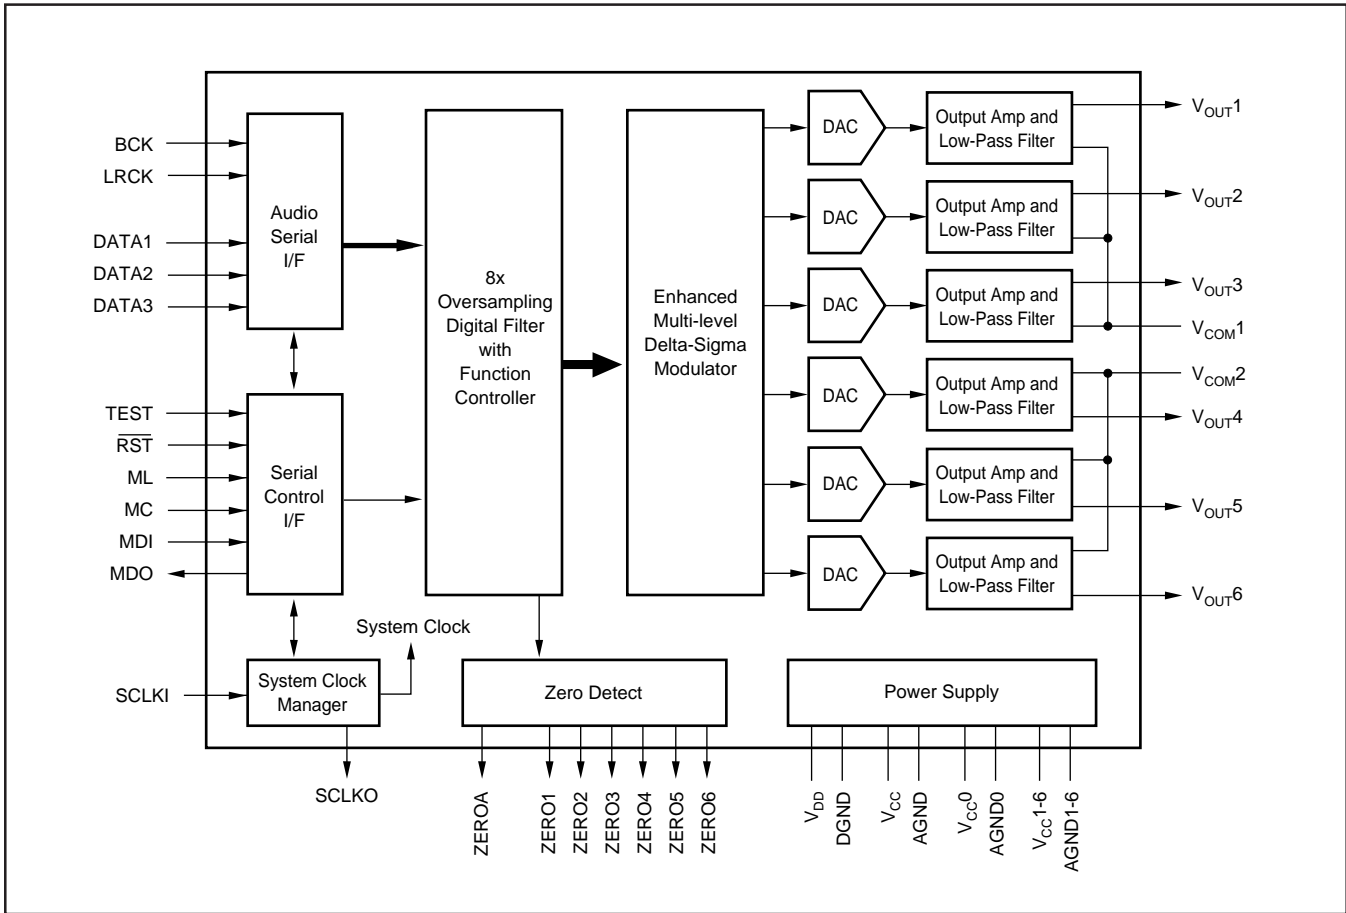 BCK
LRCK
DATA1
DATA2
DATA3
TEST
RST
ML
MC
MDI
MDO
SCLKI
Audio
Serial
I/F
Serial
Control
I/F
System Clock
Manager
System Clock
SCLKO
8x
Oversampling
Digital Filter
with
Function
Controller
Enhanced
Multi-level
Delta-Sigma
Modulator
DAC
DAC
DAC
DAC
DAC
DAC
Output Amp and
Low-Pass Filter
Output Amp and
Low-Pass Filter
Output Amp and
Low-Pass Filter
Output Amp and
Low-Pass Filter
Output Amp and
Low-Pass Filter
Output Amp and
Low-Pass Filter
VOUT1
VOUT2
VOUT3
VCOM1
VCOM2
VOUT4
VOUT5
VOUT6
Zero Detect
ZEROA
ZERO1
ZERO2
ZERO3
ZERO4
ZERO5
ZERO6
Power Supply
VDD
DGND
VCC
AGND
VCC0
AGND0
VCC1-6
AGND1-6